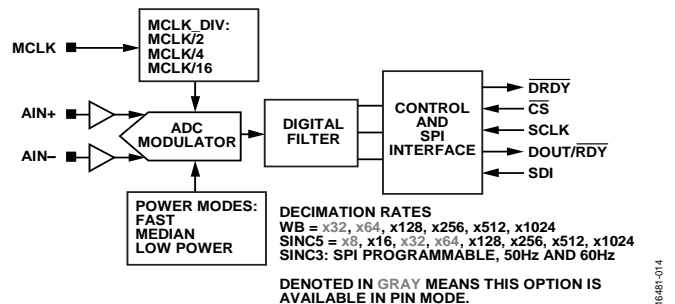 MCLK_DIV:
MCLK/2
MCLK/4
MCLK/16
MCLK
AIN+
AIN–
ADC
MODULATOR
DIGITAL
FILTER
CONTROL
AND
SPI
INTERFACE
DRDY
CS
SCLK
DOUT/RDY
SDI
POWER MODES:
FAST
MEDIAN
LOW POWER
DECIMATION RATES
WB = x32, x64, x128, x256, x512, x1024
SINC5 = x8, x16, x32, x64, x128, x256, x512, x1024
SINC3: SPI PROGRAMMABLE, 50Hz AND 60Hz
DENOTED IN GRAY MEANS THIS OPTION IS
AVAILABLE IN PIN MODE.
16481-014